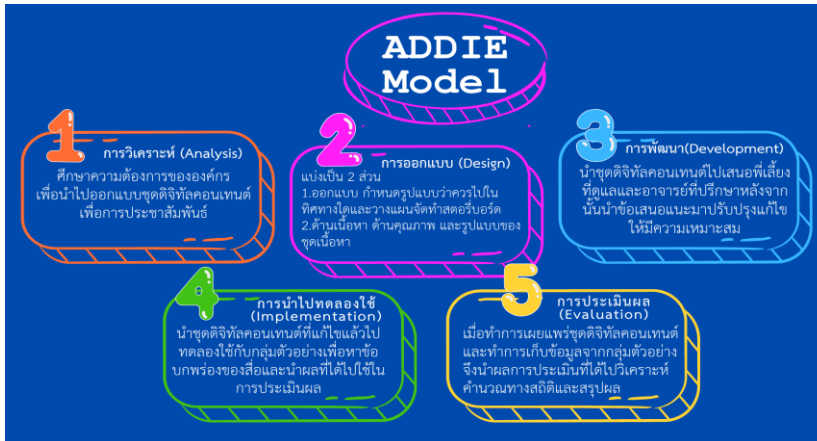 ADDIE
Model
1
การวิเคราะห์ (Analysis)
ศึกษาความต้องการขององค์กร
เพื่อนำไปออกแบบชุดดิจิทัลคอนเทนต์
เพื่อการประชาสัมพันธ์
2
การออกแบบ (Design)
แบ่งเป็น 2 ส่วน
1.ออกแบบ กำหนดรูปแบบว่าควรไปใน
ทิศทางใดและวางแผนจัดทำสตอรี่บอร์ด
2.ด้านเนื้อหา ด้านคุณภาพ และรูปแบบของ
ชุดเนื้อหา
3
การพัฒนา(Development)
นำชุดดิจิทัลคอนเทนต์ไปเสนอพี่เลี้ยง
ที่ดูแลและอาจารย์ที่ปรึกษาหลังจาก
นั้นนำข้อเสนอแนะมาปรับปรุงแก้ไข
ให้มีความเหมาะสม
4
การนำไปทดลองใช้
(Implementation)
นำชุดดิจิทัลคอนเทนต์ที่แก้ไขแล้วไป
ทดลองใช้กับกลุ่มตัวอย่างเพื่อหาข้อ
บกพร่องของสื่อและนำผลที่ได้ไปใช้ใน
การประเมินผล
5
การประเมินผล
(Evaluation)
เมื่อทำการเผยแพร่ชุดดิจิทัลคอนเทนต์
และทำการเก็บข้อมูลจากกลุ่มตัวอย่าง
จึงนำผลการประเมินที่ได้ไปวิเคราะห์
คำนวณทางสถิติและสรุปผล